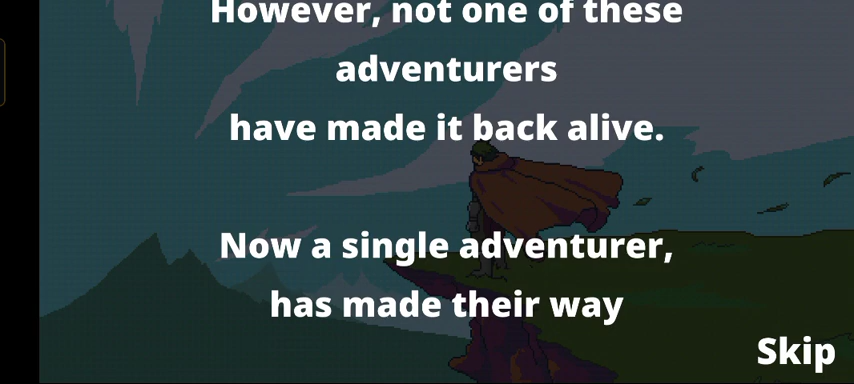 However, not one of these
adventurers
have made it back alive.
Now a single adventurer,
has made their way
Skip